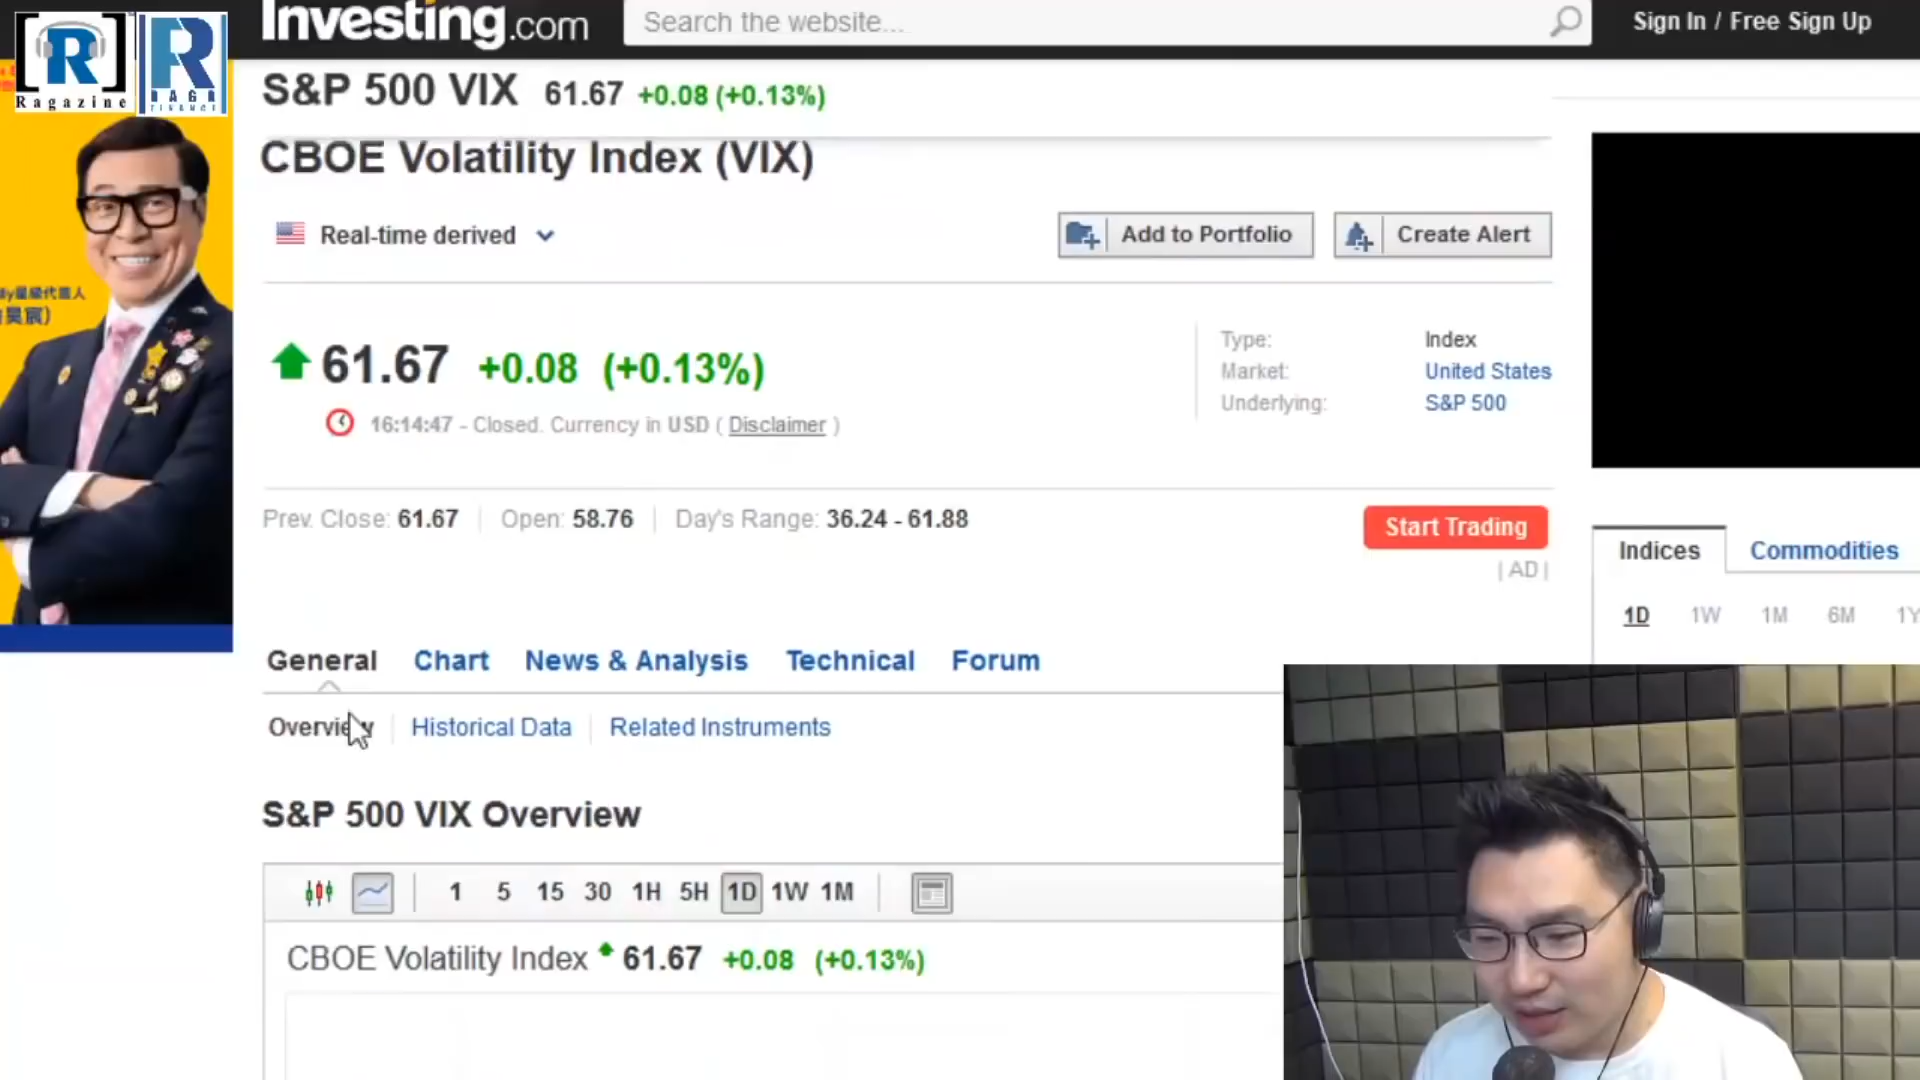 Investing.com
Search the website...
Sign In / Free Sign Up
[R]
R
Ragazine
RAGA
FINANCE
S&P 500 VIX 61.67 +0.08 (+0.13%)
CBOE Volatility Index (VIX)
Real-time derived
Add to Portfolio
Create Alert
61.67 +0.08 (+0.13%)
16:14:47 - Closed. Currency in USD ( Disclaimer )
Type: Index
Market: United States
Underlying: S&P 500
Prev. Close: 61.67 Open: 58.76 Day's Range: 36.24 - 61.88
Start Trading
| AD |
Indices Commodities
1D 1W 1M 6M 1Y
General Chart News & Analysis Technical Forum
Overview Historical Data Related Instruments
S&P 500 VIX Overview
1 5 15 30 1H 5H 1D 1W 1M
CBOE Volatility Index 61.67 +0.08 (+0.13%)